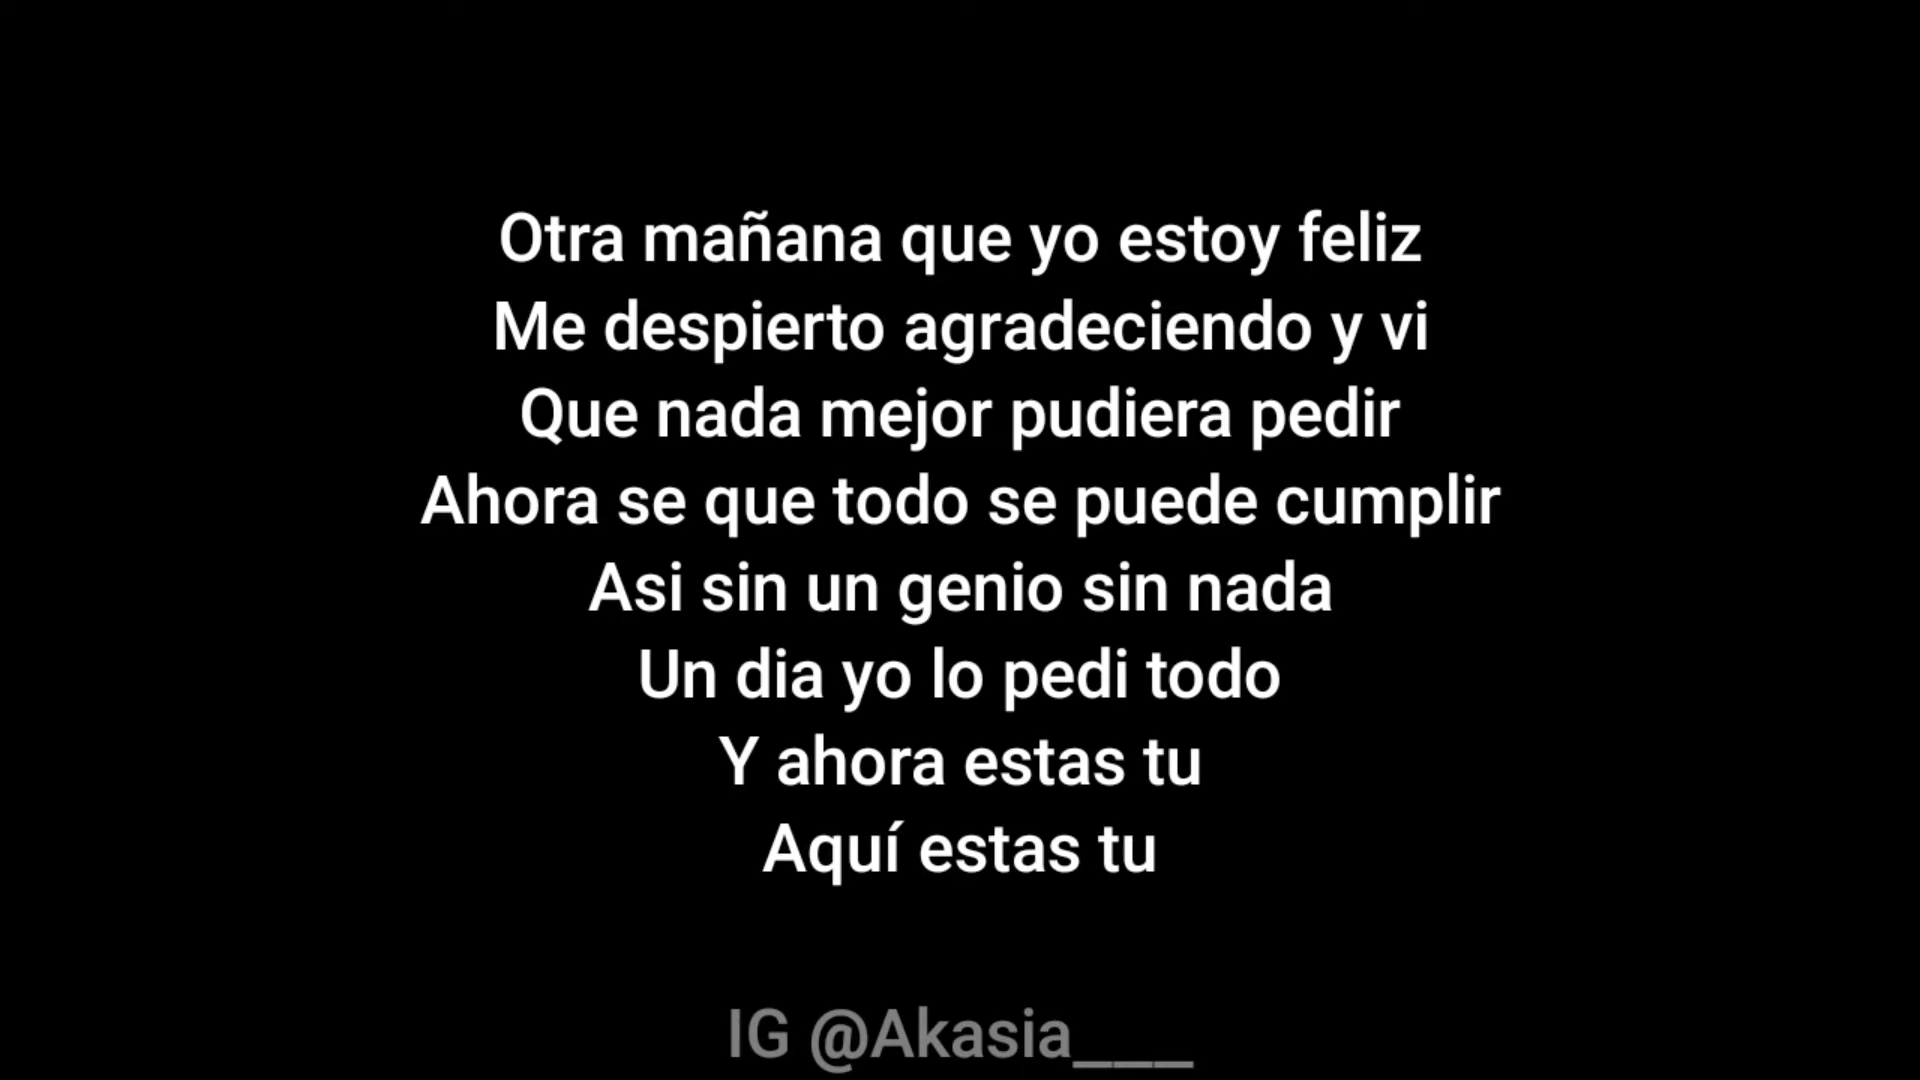 Otra mañana que yo estoy feliz
Me despierto agradeciendo y vi
Que nada mejor pudiera pedir
Ahora se que todo se puede cumplir
Asi sin un genio sin nada
Un dia yo lo pedi todo
Y ahora estas tu
Aquí estas tu
IG @Akasia___